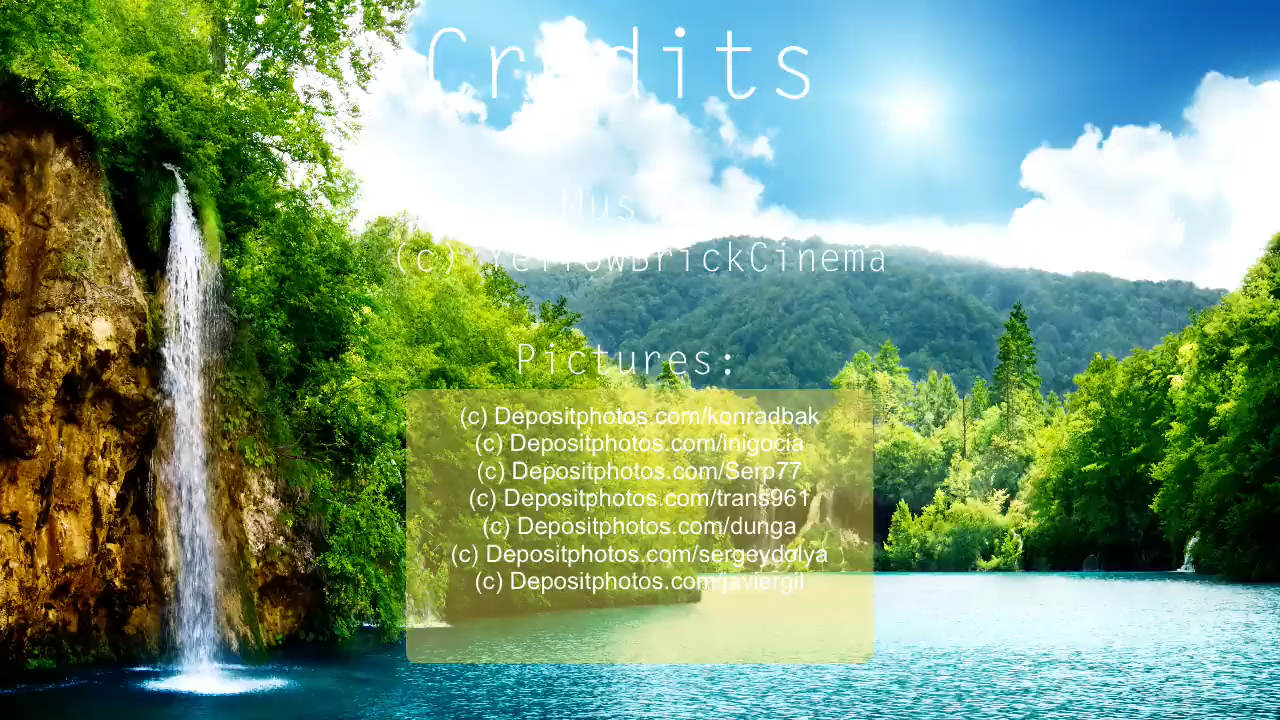 Credits
Music
(c) YellowBrickCinema
Pictures:
(c) Depositphotos.com/konradbak
(c) Depositphotos.com/inigocia
(c) Depositphotos.com/Serp77
(c) Depositphotos.com/trans961
(c) Depositphotos.com/dunga
(c) Depositphotos.com/sergeydolya
(c) Depositphotos.com/javiergil